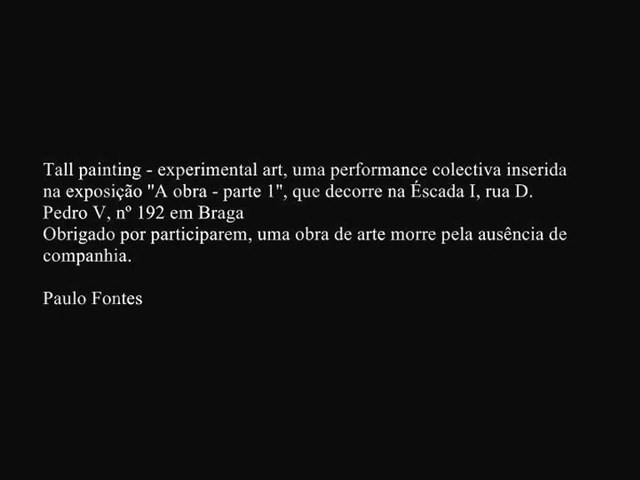 Tall painting - experimental art, uma performance colectiva inserida
na exposição "A obra - parte 1", que decorre na Éscada I, rua D.
Pedro V, nº 192 em Braga
Obrigado por participarem, uma obra de arte morre pela ausência de
companhia.
Paulo Fontes